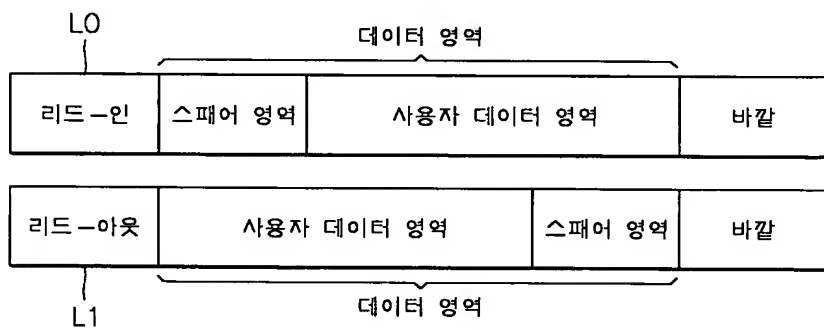 L0
데이터 영역
리드-인 스패어 영역 사용자 데이터 영역 바깥
리드-아웃 사용자 데이터 영역 스패어 영역 바깥
L1
데이터 영역